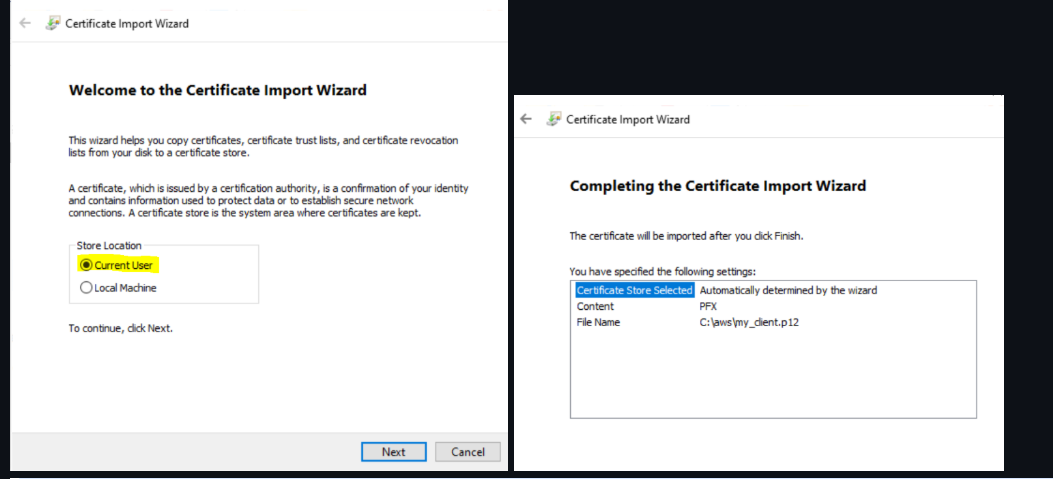 Certificate Import Wizard
Welcome to the Certificate Import Wizard
This wizard helps you copy certificates, certificate trust lists, and certificate revocation
lists from your disk to a certificate store.
A certificate, which is issued by a certification authority, is a confirmation of your identity
and contains information used to protect data or to establish secure network
connections. A certificate store is the system area where certificates are kept.
Store Location
Current User
Local Machine
To continue, click Next.
Next
Cancel
Certificate Import Wizard
Completing the Certificate Import Wizard
The certificate will be imported after you click Finish.
You have specified the following settings:
Certificate Store Selected Automatically determined by the wizard
Content PFX
File Name C:\aws\my_client.p12